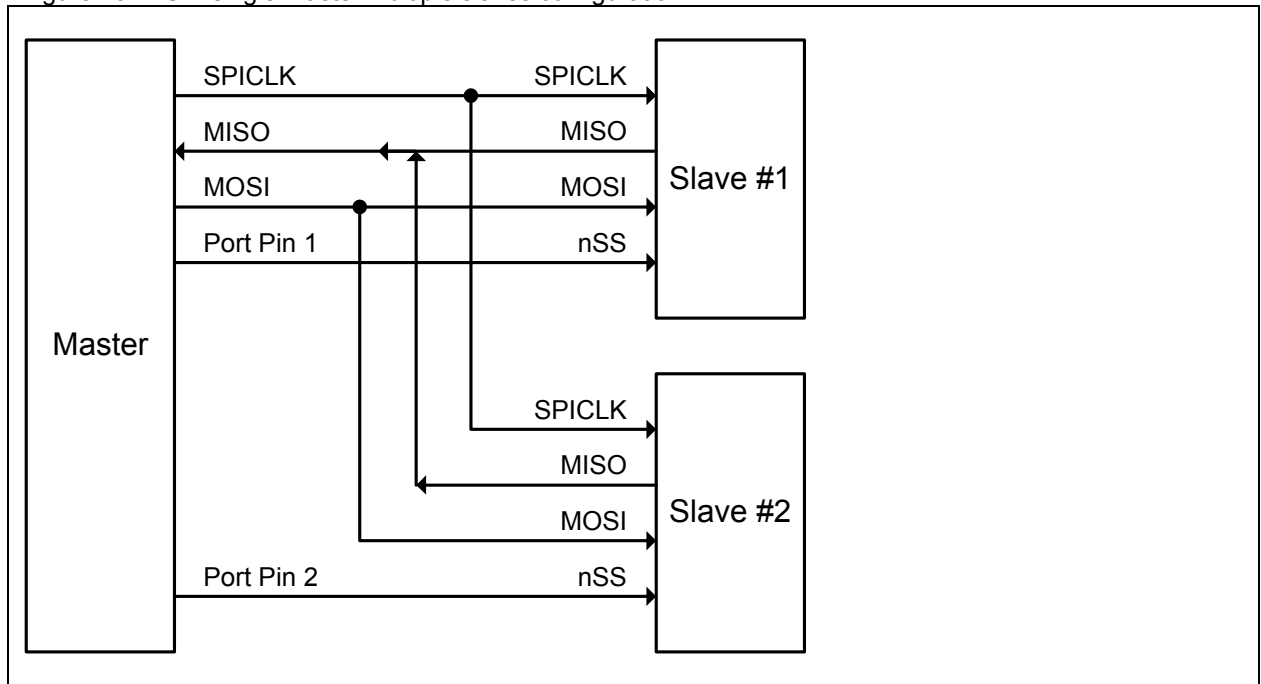 SPICLK SPICLK
MISO MISO
MOSI MOSI
Slave #1
Port Pin 1 nSS
Master
SPICLK
MISO
Slave #2
MOSI
Port Pin 2 nSS